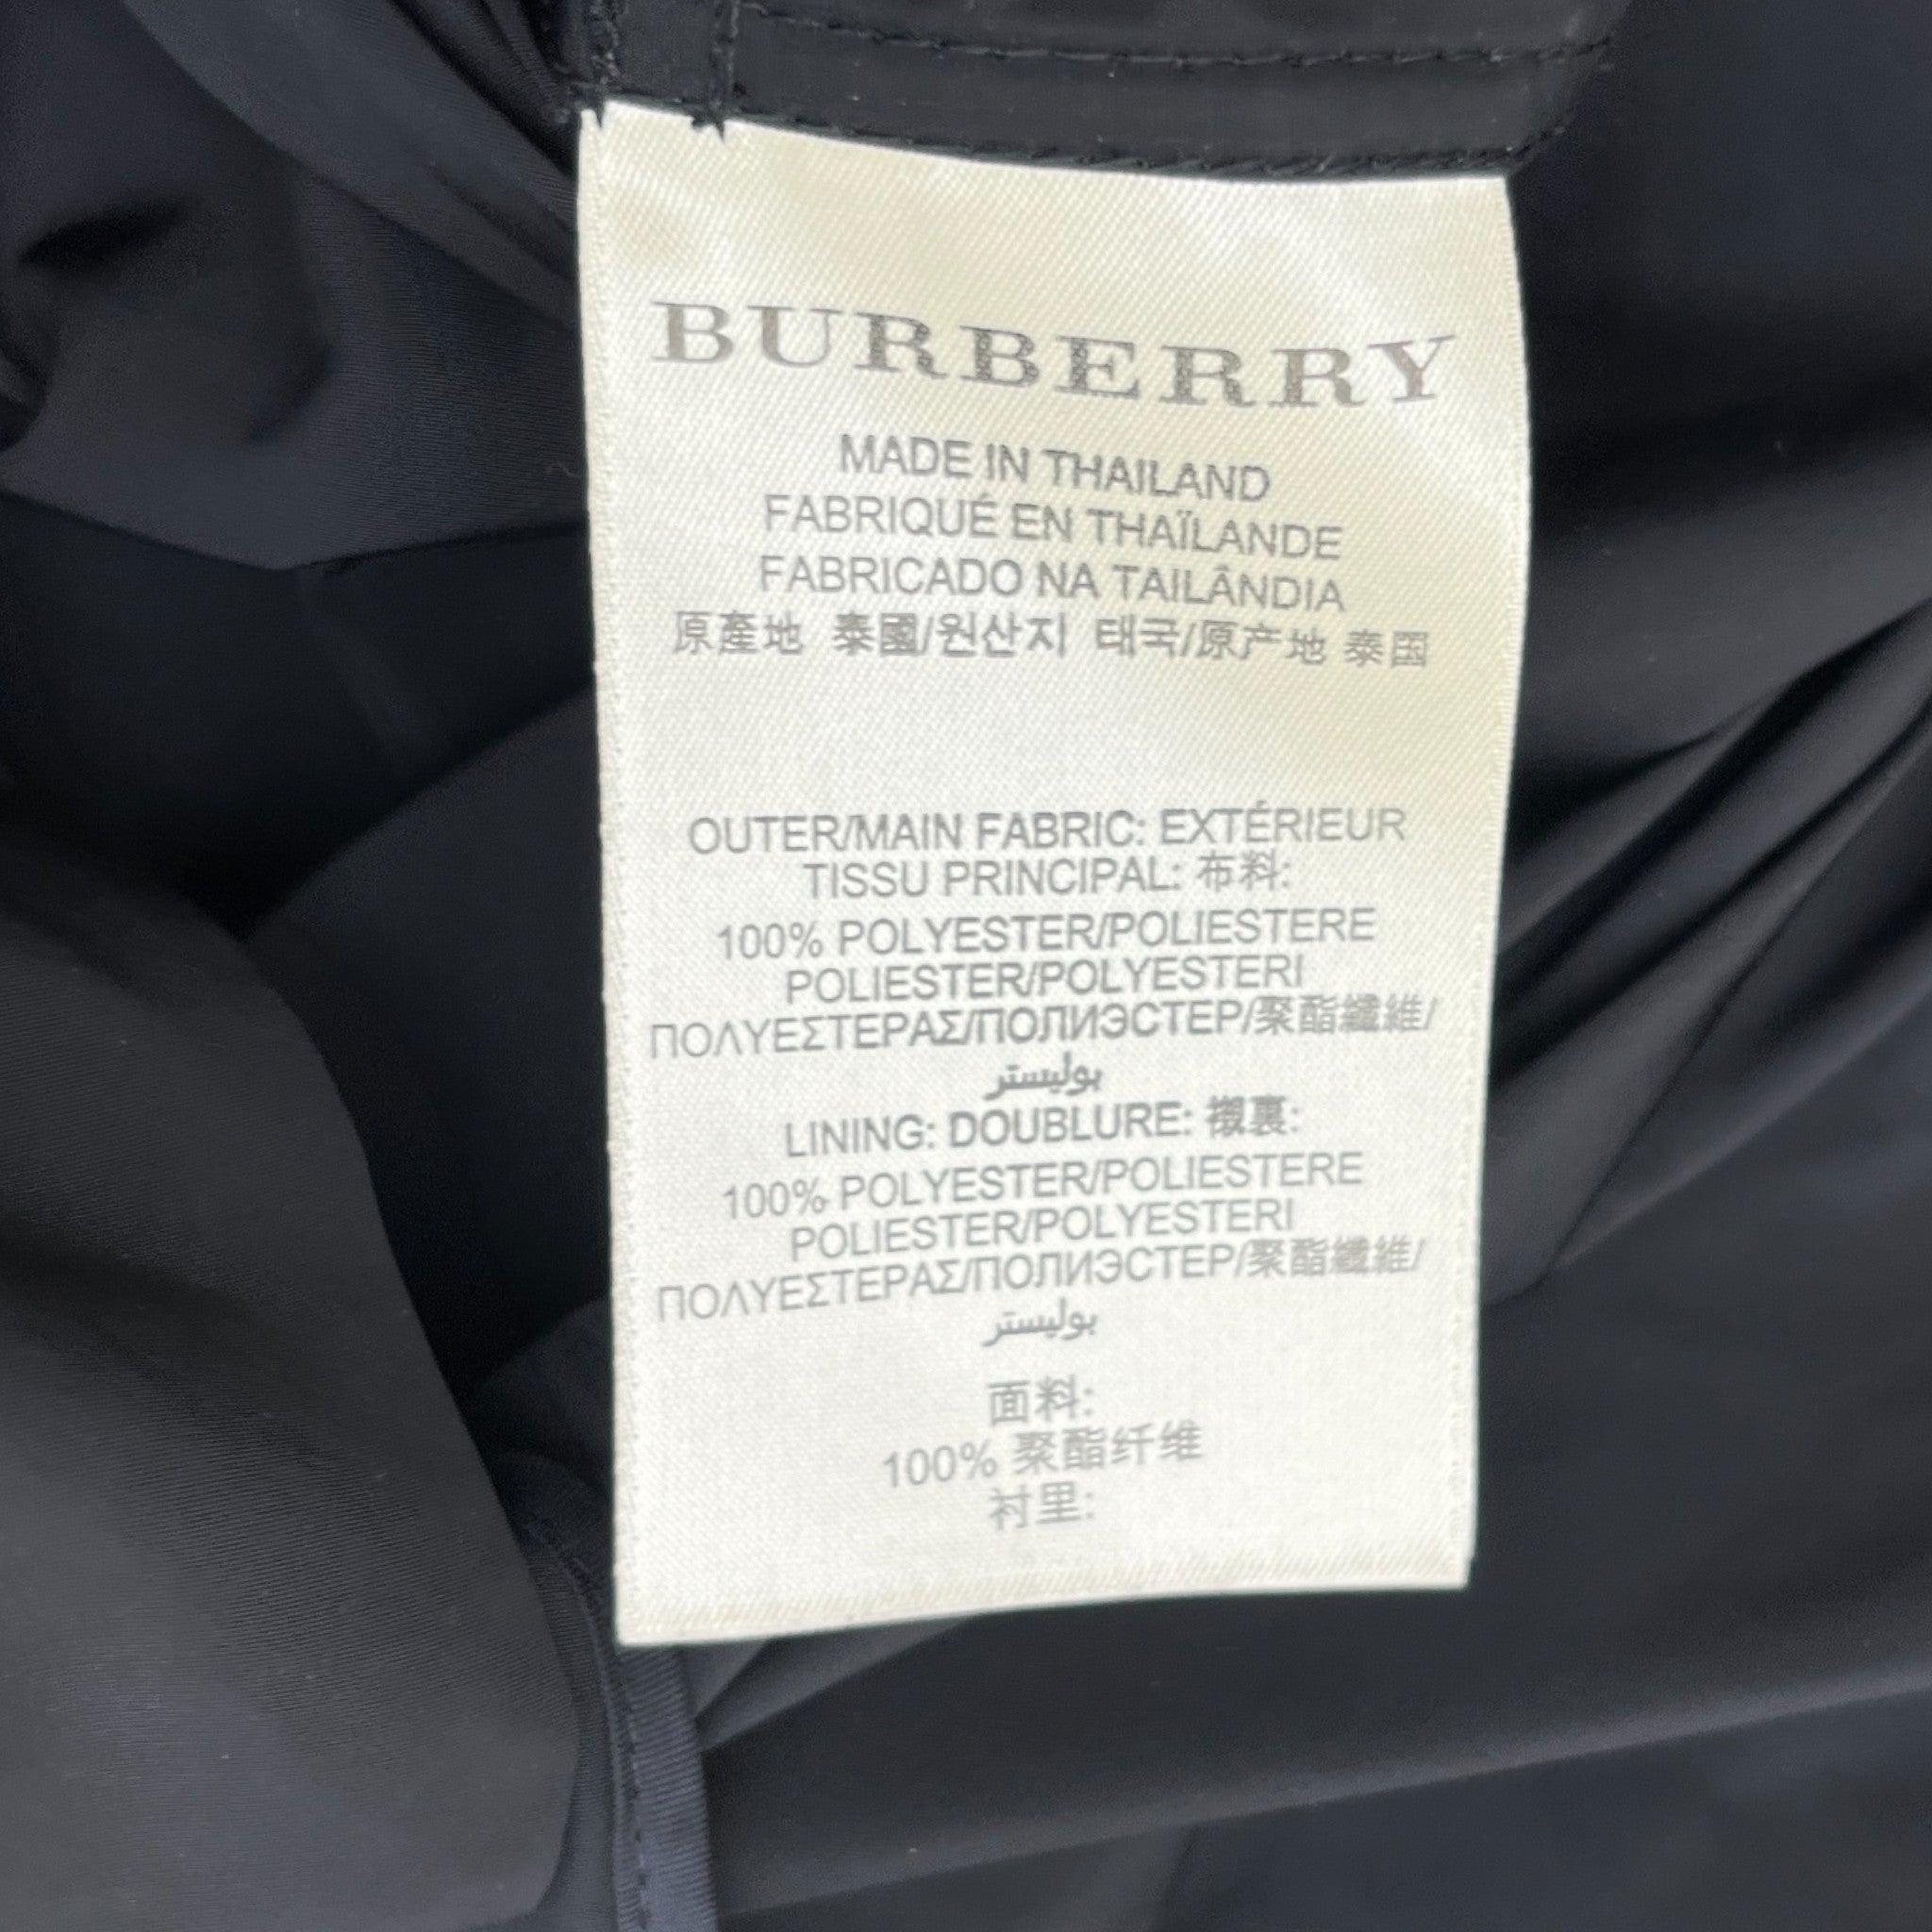 BURBERRY
MADE IN THAILAND
FABRIQUÉ EN THAÏLANDE
FABRICADO NA TAILÂNDIA
原產地 泰國/원산지 태국/原产地 泰国
OUTER/MAIN FABRIC: EXTÉRIEUR
TISSU PRINCIPAL: 布料:
100% POLYESTER/POLIESTERE
POLIESTER/POLYESTERI
ΠΟΛΥΕΣΤΕΡΑΣ/ПОЛИЭСТЕР/聚酯纖維/
بوليستر
LINING: DOUBLURE: 襯裏:
100% POLYESTER/POLIESTERE
POLIESTER/POLYESTERI
ΠΟΛΥΕΣΤΕΡΑΣ/ПОЛИЭСТЕР/聚酯纖維/
بوليستر
面料:
100% 聚酯纤维
衬里: